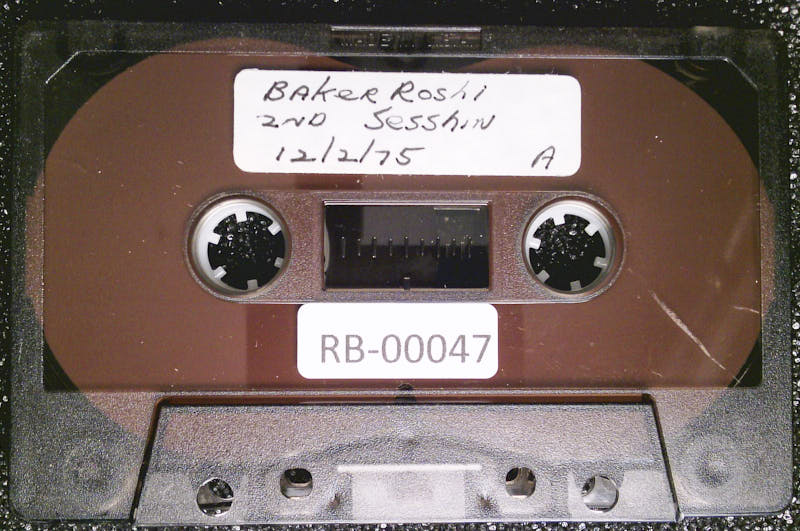 Baker Roshi
2nd Sesshin
12/2/75 A
RB-00047